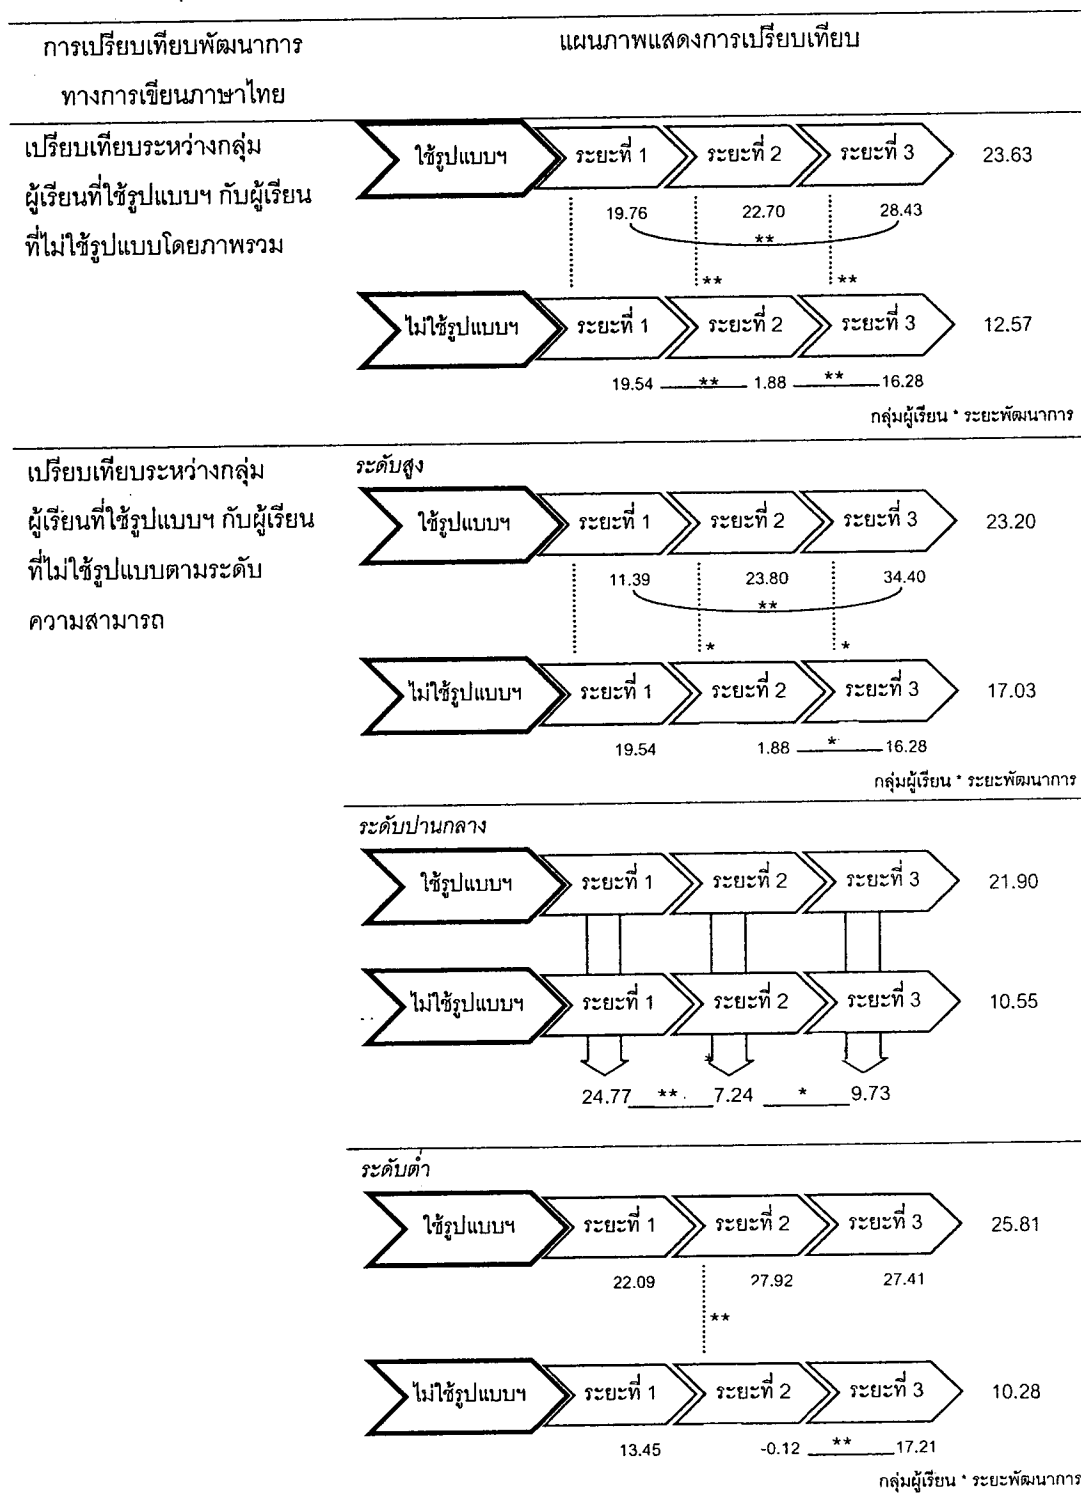 การเปรียบเทียบพัฒนาการ
ทางการเขียนภาษาไทย
แผนภาพแสดงการเปรียบเทียบ
เปรียบเทียบระหว่างกลุ่ม
ผู้เรียนที่ใช้รูปแบบฯ กับผู้เรียน
ที่ไม่ใช้รูปแบบโดยภาพรวม
ใช้รูปแบบฯ ระยะที่ 1 ระยะที่ 2 ระยะที่ 3 23.63
19.76 22.70 28.43
**
** **
ไม่ใช้รูปแบบฯ ระยะที่ 1 ระยะที่ 2 ระยะที่ 3 12.57
19.54 ** 1.88 ** 16.28
กลุ่มผู้เรียน * ระยะพัฒนาการ
เปรียบเทียบระหว่างกลุ่ม
ผู้เรียนที่ใช้รูปแบบฯ กับผู้เรียน
ที่ไม่ใช้รูปแบบตามระดับ
ความสามารถ
ระดับสูง
ใช้รูปแบบฯ ระยะที่ 1 ระยะที่ 2 ระยะที่ 3 23.20
11.39 23.80 34.40
**
* *
ไม่ใช้รูปแบบฯ ระยะที่ 1 ระยะที่ 2 ระยะที่ 3 17.03
19.54 1.88 * 16.28
กลุ่มผู้เรียน * ระยะพัฒนาการ
ระดับปานกลาง
ใช้รูปแบบฯ ระยะที่ 1 ระยะที่ 2 ระยะที่ 3 21.90
ไม่ใช้รูปแบบฯ ระยะที่ 1 ระยะที่ 2 ระยะที่ 3 10.55
*
24.77 ** 7.24 * 9.73
ระดับต่ำ
ใช้รูปแบบฯ ระยะที่ 1 ระยะที่ 2 ระยะที่ 3 25.81
22.09 27.92 27.41
**
ไม่ใช้รูปแบบฯ ระยะที่ 1 ระยะที่ 2 ระยะที่ 3 10.28
13.45 -0.12 ** 17.21
กลุ่มผู้เรียน * ระยะพัฒนาการ